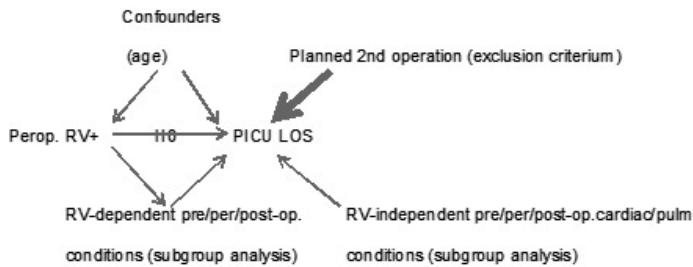 Confounders
(age)
Planned 2nd operation (exclusion criterium)
Perop. RV+ H0 PICU LOS
RV-dependent pre/per/post-op. RV-independent pre/per/post-op.cardiac/pulm
conditions (subgroup analysis) conditions (subgroup analysis)